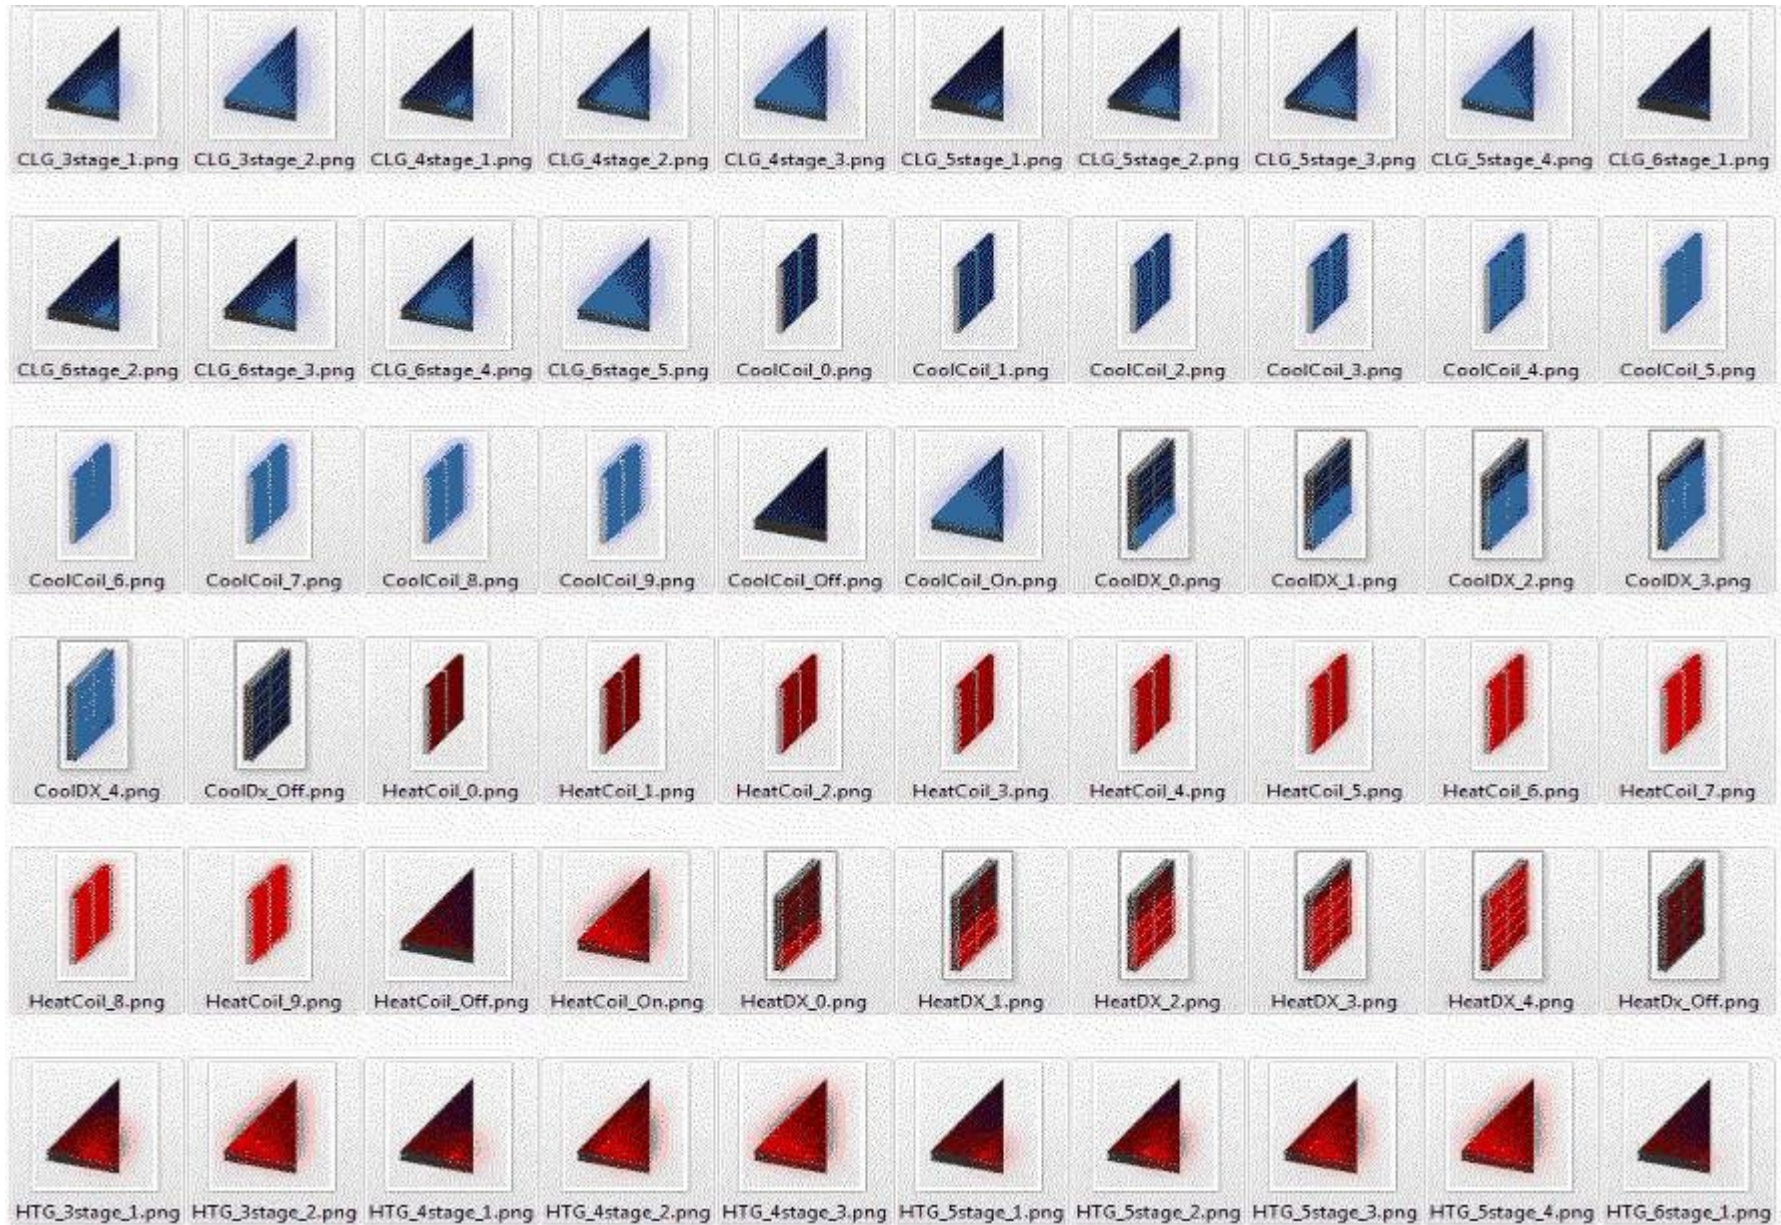 CLG_3stage_1.png CLG_3stage_2.png CLG_4stage_1.png CLG_4stage_2.png CLG_4stage_3.png CLG_5stage_1.png CLG_5stage_2.png CLG_5stage_3.png CLG_5stage_4.png CLG_6stage_1.png
CLG_6stage_2.png CLG_6stage_3.png CLG_6stage_4.png CLG_6stage_5.png CoolCoil_0.png CoolCoil_1.png CoolCoil_2.png CoolCoil_3.png CoolCoil_4.png CoolCoil_5.png
CoolCoil_6.png CoolCoil_7.png CoolCoil_8.png CoolCoil_9.png CoolCoil_Off.png CoolCoil_On.png CoolDX_0.png CoolDX_1.png CoolDX_2.png CoolDX_3.png
CoolDX_4.png CoolDx_Off.png HeatCoil_0.png HeatCoil_1.png HeatCoil_2.png HeatCoil_3.png HeatCoil_4.png HeatCoil_5.png HeatCoil_6.png HeatCoil_7.png
HeatCoil_8.png HeatCoil_9.png HeatCoil_Off.png HeatCoil_On.png HeatDX_0.png HeatDX_1.png HeatDX_2.png HeatDX_3.png HeatDX_4.png HeatDx_Off.png
HTG_3stage_1.png HTG_3stage_2.png HTG_4stage_1.png HTG_4stage_2.png HTG_4stage_3.png HTG_5stage_1.png HTG_5stage_2.png HTG_5stage_3.png HTG_5stage_4.png HTG_6stage_1.png